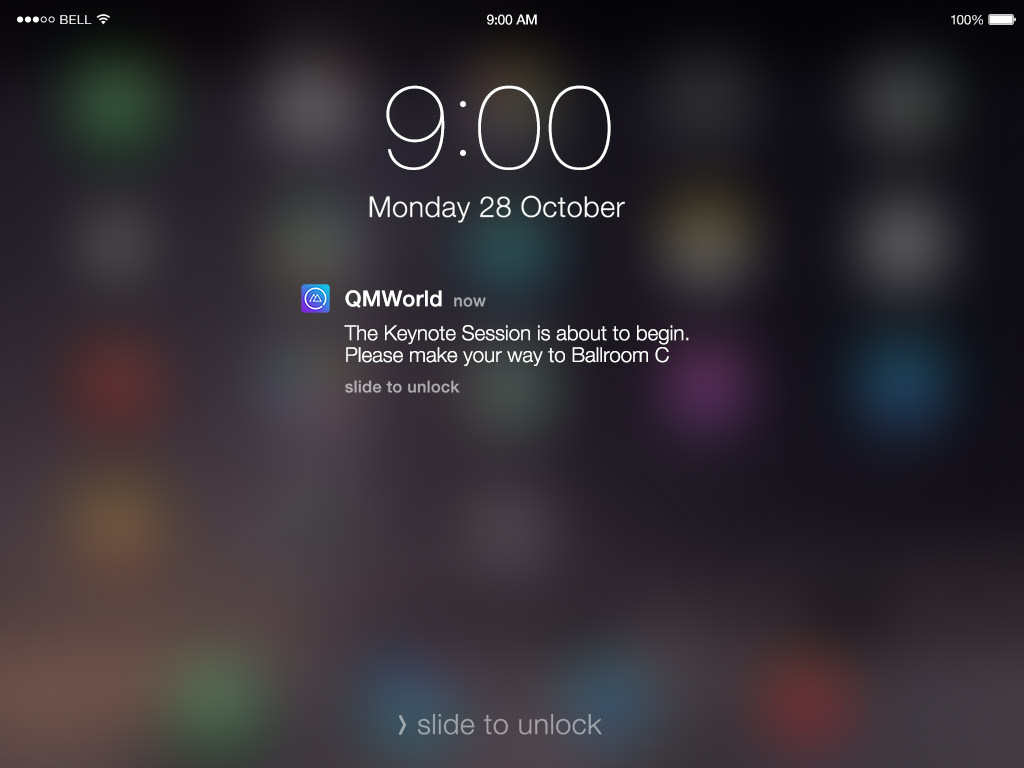 BELL 9:00 AM 100%
9:00
Monday 28 October
QMWorld now
The Keynote Session is about to begin.
Please make your way to Ballroom C
slide to unlock
› slide to unlock